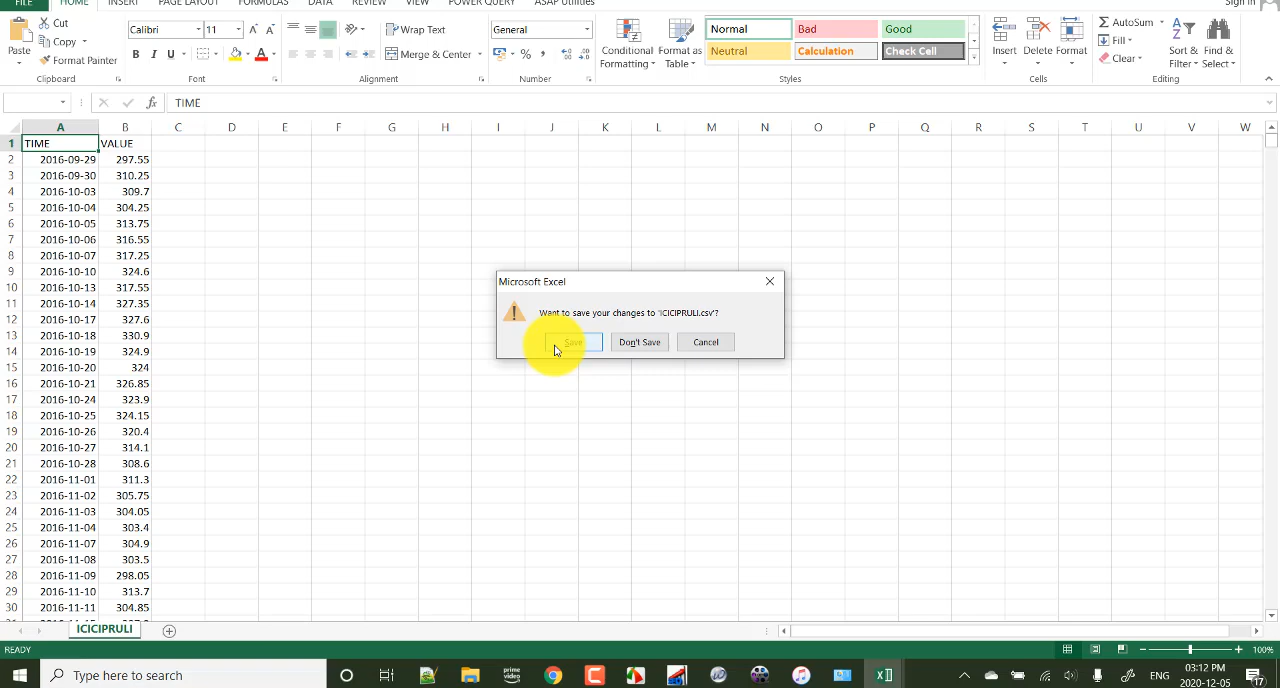 FILE HOME INSERT PAGE LAYOUT FORMULAS DATA REVIEW VIEW POWER QUERY ASAP Utilities Sign in
Cut Calibri 11 Wrap Text General Normal Bad Good AutoSum
Paste Copy Merge & Center Conditional Formatting Format as Table Neutral Calculation Check Cell Insert Delete Format Fill Sort & Filter Find & Select
Format Painter B I U A % Clear
Clipboard Font Alignment Number Styles Cells Editing
fx TIME
A B C D E F G H I J K L M N O P Q R S T U V W
1 TIME VALUE
2 2016-09-29 297.55
3 2016-09-30 310.25
4 2016-10-03 309.7
5 2016-10-04 304.25
6 2016-10-05 313.75
7 2016-10-06 316.55
8 2016-10-07 317.25
9 2016-10-10 324.6
10 2016-10-13 317.55
11 2016-10-14 327.35
12 2016-10-17 327.6
13 2016-10-18 330.9
14 2016-10-19 324.9
15 2016-10-20 324
16 2016-10-21 326.85
17 2016-10-24 323.9
18 2016-10-25 324.15
19 2016-10-26 320.4
20 2016-10-27 314.1
21 2016-10-28 308.6
22 2016-11-01 311.3
23 2016-11-02 305.75
24 2016-11-03 304.05
25 2016-11-04 303.4
26 2016-11-07 304.9
27 2016-11-08 303.5
28 2016-11-09 298.05
29 2016-11-10 313.7
30 2016-11-11 304.85
Microsoft Excel
Want to save your changes to 'ICICIPRULI.csv'?
Save Don't Save Cancel
ICICIPRULI
READY 100%
Type here to search prime video ENG 03:12 PM
2020-12-05 17